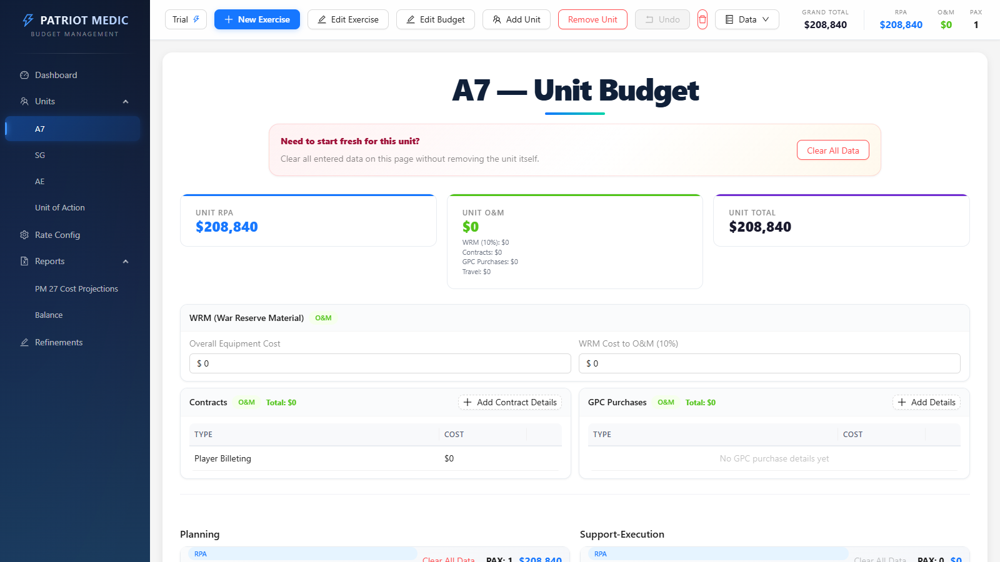 PATRIOT MEDIC
BUDGET MANAGEMENT
Dashboard
Units
A7
SG
AE
Unit of Action
Rate Config
Reports
PM 27 Cost Projections
Balance
Refinements
Trial
New Exercise
Edit Exercise
Edit Budget
Add Unit
Remove Unit
Undo
Data
GRAND TOTAL
$208,840
RPA
$208,840
O&M
$0
PAX
1
A7 — Unit Budget
Need to start fresh for this unit?
Clear all entered data on this page without removing the unit itself.
Clear All Data
UNIT RPA
$208,840
UNIT O&M
$0
WRM (10%): $0
Contracts: $0
GPC Purchases: $0
Travel: $0
UNIT TOTAL
$208,840
WRM (War Reserve Material) O&M
Overall Equipment Cost
$ 0
WRM Cost to O&M (10%)
$ 0
Contracts O&M Total: $0
Add Contract Details
TYPE COST
Player Billeting $0
GPC Purchases O&M Total: $0
Add Details
TYPE COST
No GPC purchase details yet
Planning
RPA
Clear All Data PAX: 1 $208,840
Support-Execution
RPA
Clear All Data PAX: 0 $0